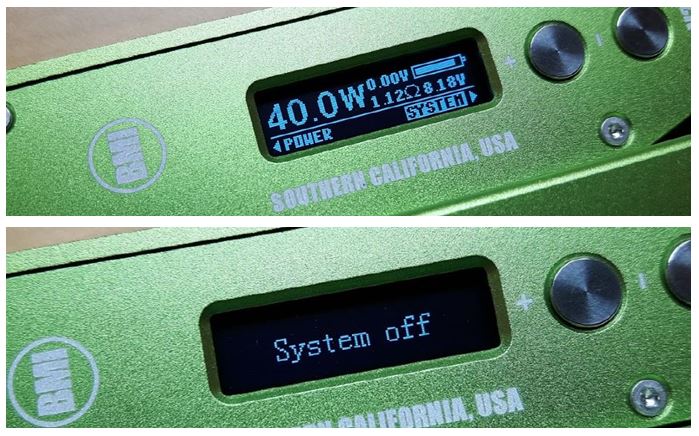 40.0W 0.00V
1.12Ω 8.18V
◀POWER SYSTEM▶
+ −
BMI
SOUTHERN CALIFORNIA, USA
System off
+ −
BMI
ERN CALIFORNIA, USA